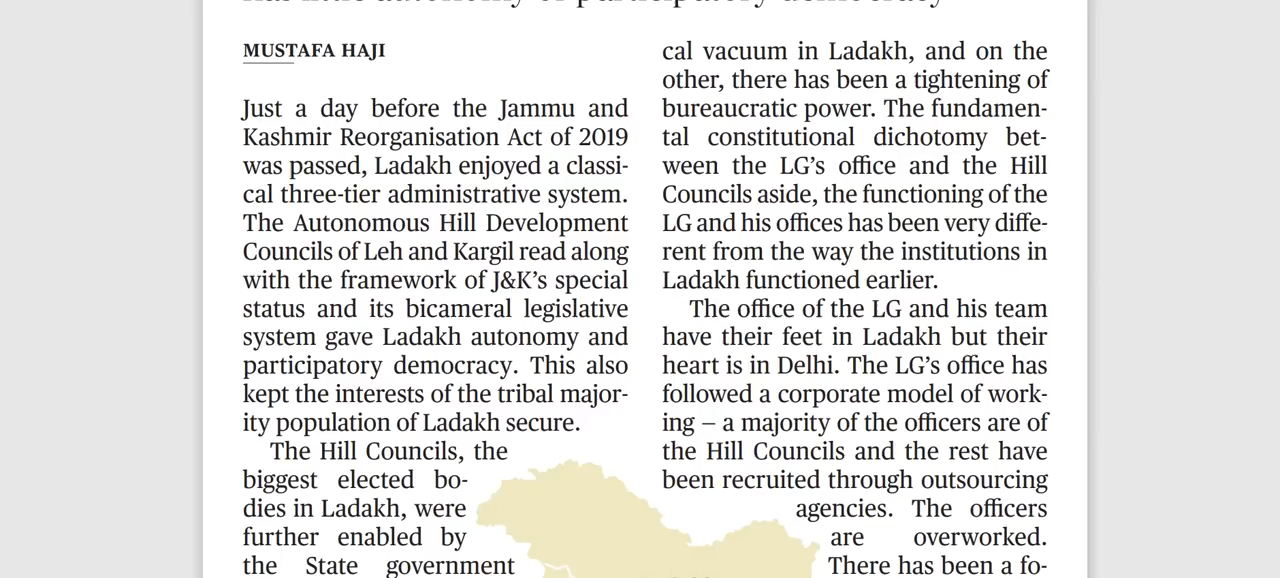 has little autonomy or participatory democracy
MUSTAFA HAJI
Just a day before the Jammu and
Kashmir Reorganisation Act of 2019
was passed, Ladakh enjoyed a classi-
cal three-tier administrative system.
The Autonomous Hill Development
Councils of Leh and Kargil read along
with the framework of J&K’s special
status and its bicameral legislative
system gave Ladakh autonomy and
participatory democracy. This also
kept the interests of the tribal major-
ity population of Ladakh secure.
The Hill Councils, the
biggest elected bo-
dies in Ladakh, were
further enabled by
the State government
cal vacuum in Ladakh, and on the
other, there has been a tightening of
bureaucratic power. The fundamen-
tal constitutional dichotomy bet-
ween the LG’s office and the Hill
Councils aside, the functioning of the
LG and his offices has been very diffe-
rent from the way the institutions in
Ladakh functioned earlier.
The office of the LG and his team
have their feet in Ladakh but their
heart is in Delhi. The LG’s office has
followed a corporate model of work-
ing – a majority of the officers are of
the Hill Councils and the rest have
been recruited through outsourcing
agencies. The officers
are overworked.
There has been a fo-